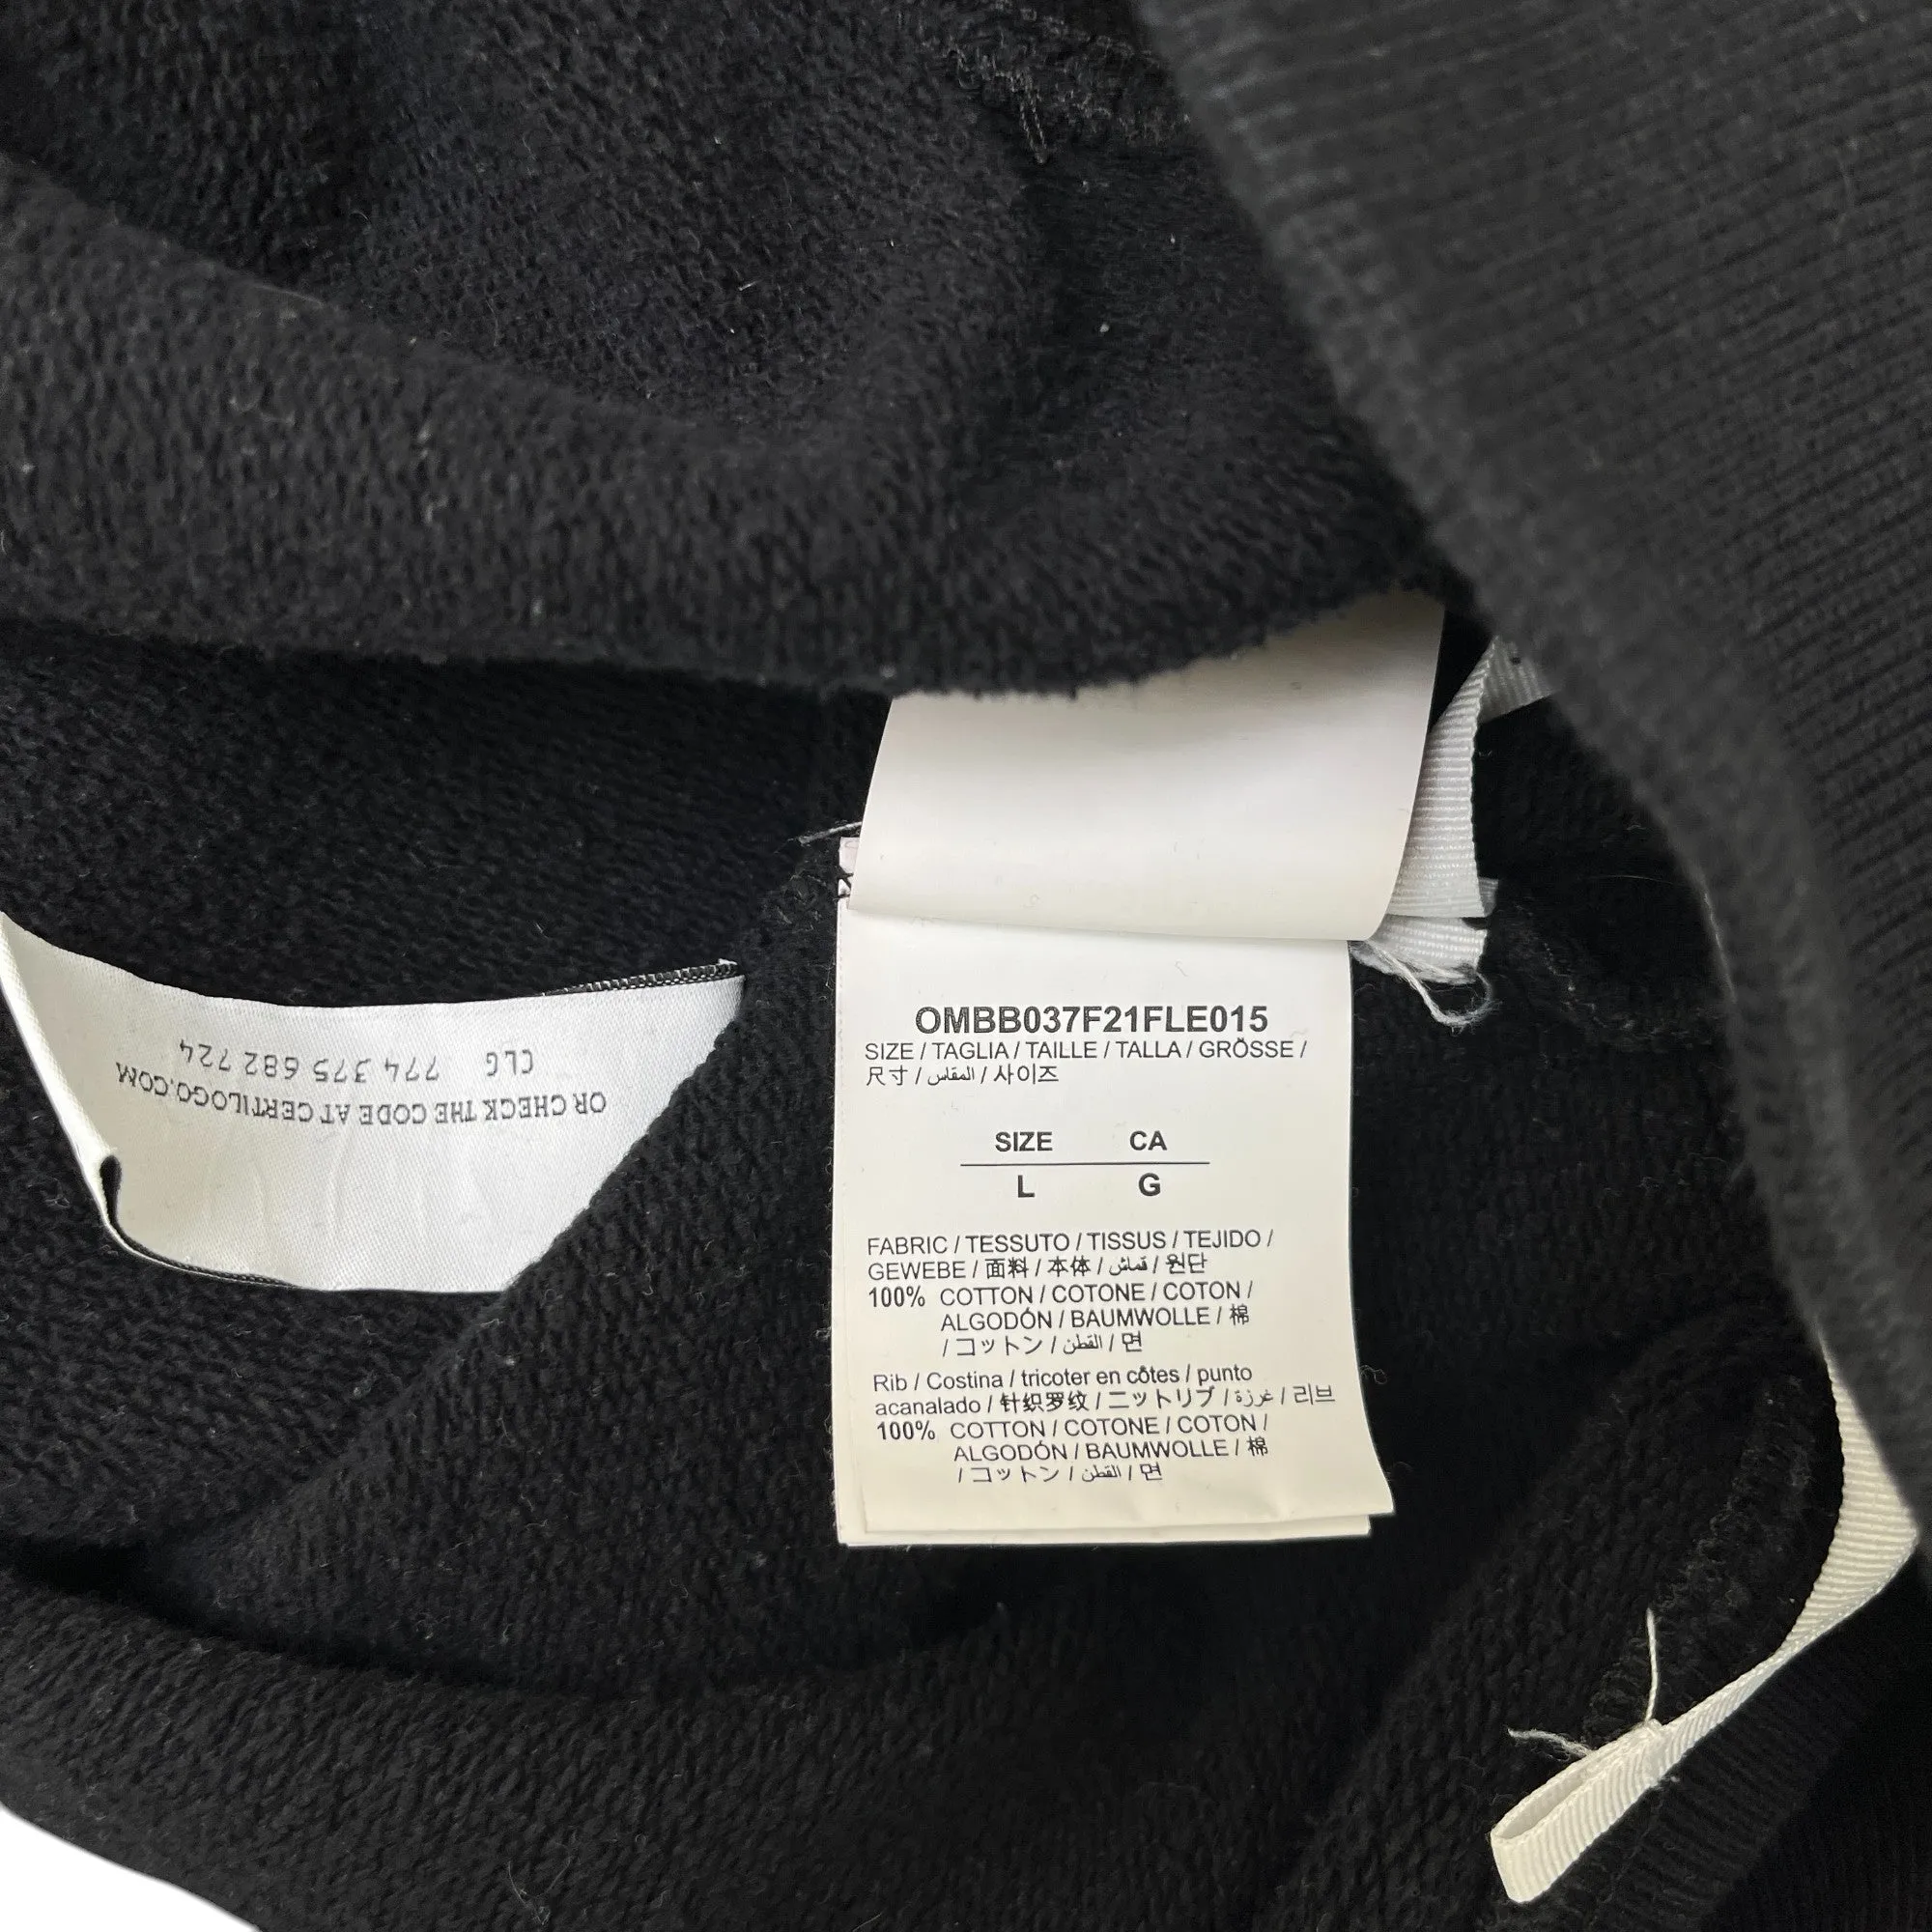 OR CHECK THE CODE AT CERTILOGO.COM
CLG 774 375 682 724
OMBB037F21FLE015
SIZE / TAGLIA / TAILLE / TALLA / GRÖSSE /
尺寸 / المقاس / 사이즈
SIZE CA
L G
FABRIC / TESSUTO / TISSUS / TEJIDO /
GEWEBE / 面料 / 本体 / قماش / 원단
100% COTTON / COTONE / COTON /
ALGODÓN / BAUMWOLLE / 棉
/ コットン / القطن / 면
Rib / Costina / tricoter en côtes / punto
acanalado / 针织罗纹 / ニットリブ / غرزة / 리브
100% COTTON / COTONE / COTON /
ALGODÓN / BAUMWOLLE / 棉
/ コットン / القطن / 면